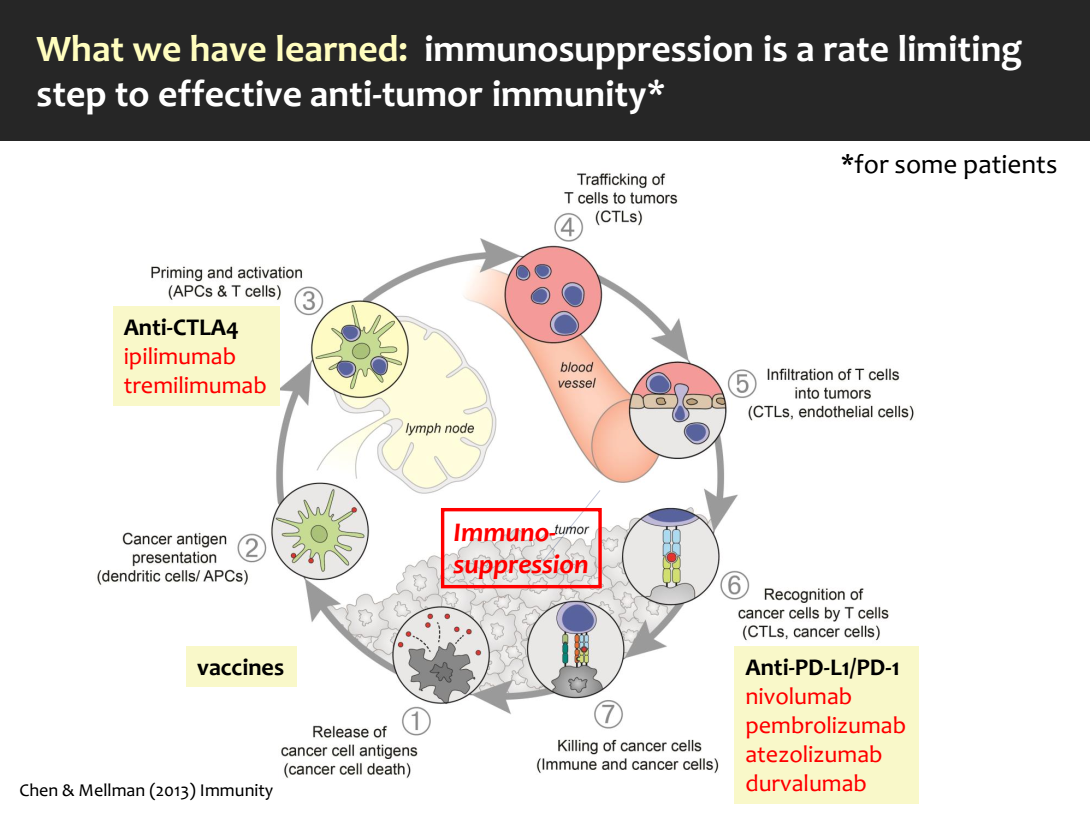 What we have learned: immunosuppression is a rate limiting
step to effective anti-tumor immunity*
*for some patients
Trafficking of
T cells to tumors
(CTLs)
4
Priming and activation
(APCs & T cells)
3
Anti-CTLA4
ipilimumab
tremilimumab
blood
vessel
5
Infiltration of T cells
into tumors
(CTLs, endothelial cells)
lymph node
Immuno-
suppression
tumor
Cancer antigen
presentation
(dendritic cells/ APCs)
2
6
Recognition of
cancer cells by T cells
(CTLs, cancer cells)
vaccines
Anti-PD-L1/PD-1
nivolumab
pembrolizumab
atezolizumab
durvalumab
1
Release of
cancer cell antigens
(cancer cell death)
7
Killing of cancer cells
(Immune and cancer cells)
Chen & Mellman (2013) Immunity